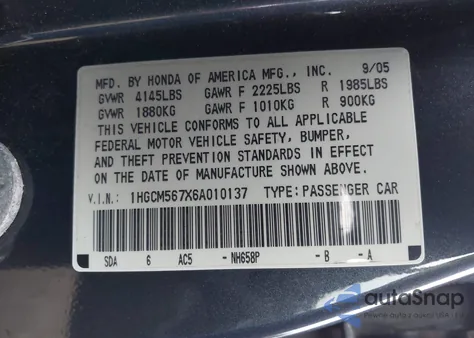 MFD. BY HONDA OF AMERICA MFG., INC. 9/05
GVWR 4145LBS GAWR F 2225LBS R 1985LBS
GVWR 1880KG GAWR F 1010KG R 900KG
THIS VEHICLE CONFORMS TO ALL APPLICABLE
FEDERAL MOTOR VEHICLE SAFETY, BUMPER,
AND THEFT PREVENTION STANDARDS IN EFFECT
ON THE DATE OF MANUFACTURE SHOWN ABOVE.
V.I.N.: 1HGCM567X6A010137 TYPE: PASSENGER CAR
SDA 6 AC5 -NH658P -B -A
autoSnap